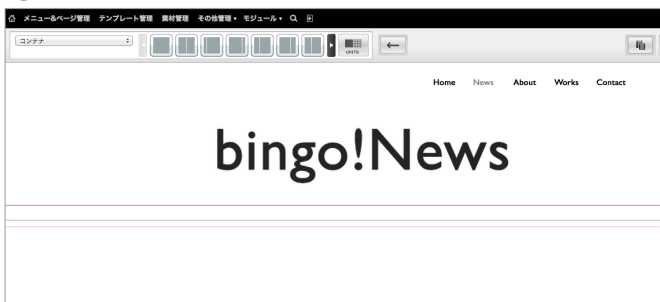 メニュー&ページ管理 テンプレート管理 素材管理 その他管理▼ モジュール▼
コンテナ
UNITS
Home News About Works Contact
bingo!News